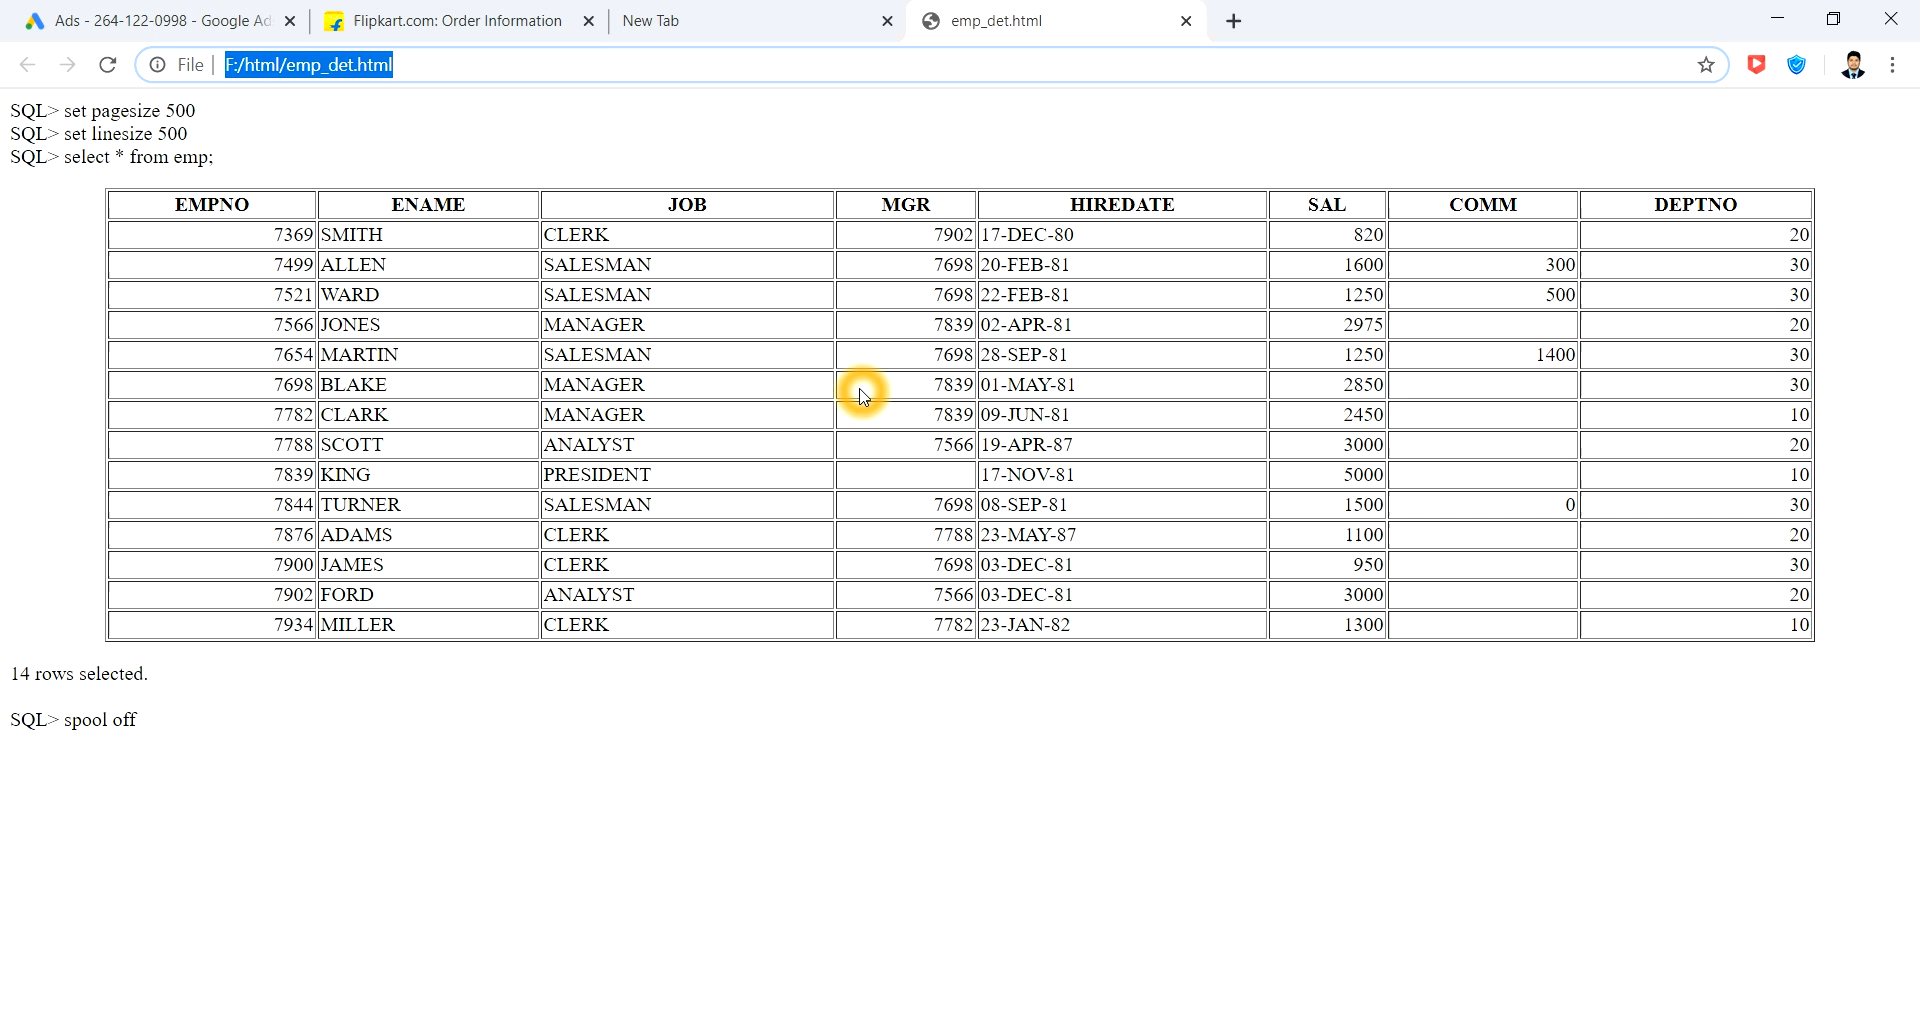 Ads - 264-122-0998 - Google Ad
Flipkart.com: Order Information
New Tab
emp_det.html
File F:/html/emp_det.html
SQL> set pagesize 500
SQL> set linesize 500
SQL> select * from emp;
EMPNO ENAME JOB MGR HIREDATE SAL COMM DEPTNO
7369 SMITH CLERK 7902 17-DEC-80 820 20
7499 ALLEN SALESMAN 7698 20-FEB-81 1600 300 30
7521 WARD SALESMAN 7698 22-FEB-81 1250 500 30
7566 JONES MANAGER 7839 02-APR-81 2975 20
7654 MARTIN SALESMAN 7698 28-SEP-81 1250 1400 30
7698 BLAKE MANAGER 7839 01-MAY-81 2850 30
7782 CLARK MANAGER 7839 09-JUN-81 2450 10
7788 SCOTT ANALYST 7566 19-APR-87 3000 20
7839 KING PRESIDENT 17-NOV-81 5000 10
7844 TURNER SALESMAN 7698 08-SEP-81 1500 0 30
7876 ADAMS CLERK 7788 23-MAY-87 1100 20
7900 JAMES CLERK 7698 03-DEC-81 950 30
7902 FORD ANALYST 7566 03-DEC-81 3000 20
7934 MILLER CLERK 7782 23-JAN-82 1300 10
14 rows selected.
SQL> spool off